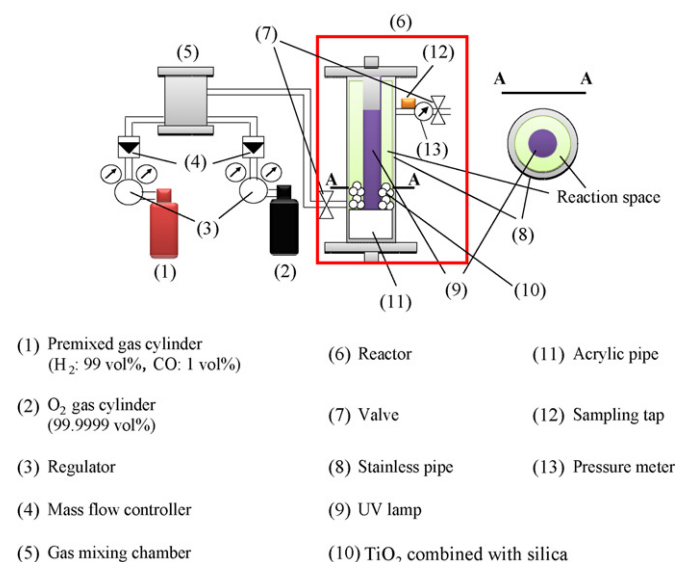 (6)
(5)
(7)
(12)
A A
(4)
(13)
A A
Reaction space
(3)
(8)
(1)
(2)
(11)
(9)
(10)
(1) Premixed gas cylinder
(H₂: 99 vol%, CO: 1 vol%)
(2) O₂ gas cylinder
(99.9999 vol%)
(3) Regulator
(4) Mass flow controller
(5) Gas mixing chamber
(6) Reactor
(7) Valve
(8) Stainless pipe
(9) UV lamp
(10) TiO₂ combined with silica
(11) Acrylic pipe
(12) Sampling tap
(13) Pressure meter